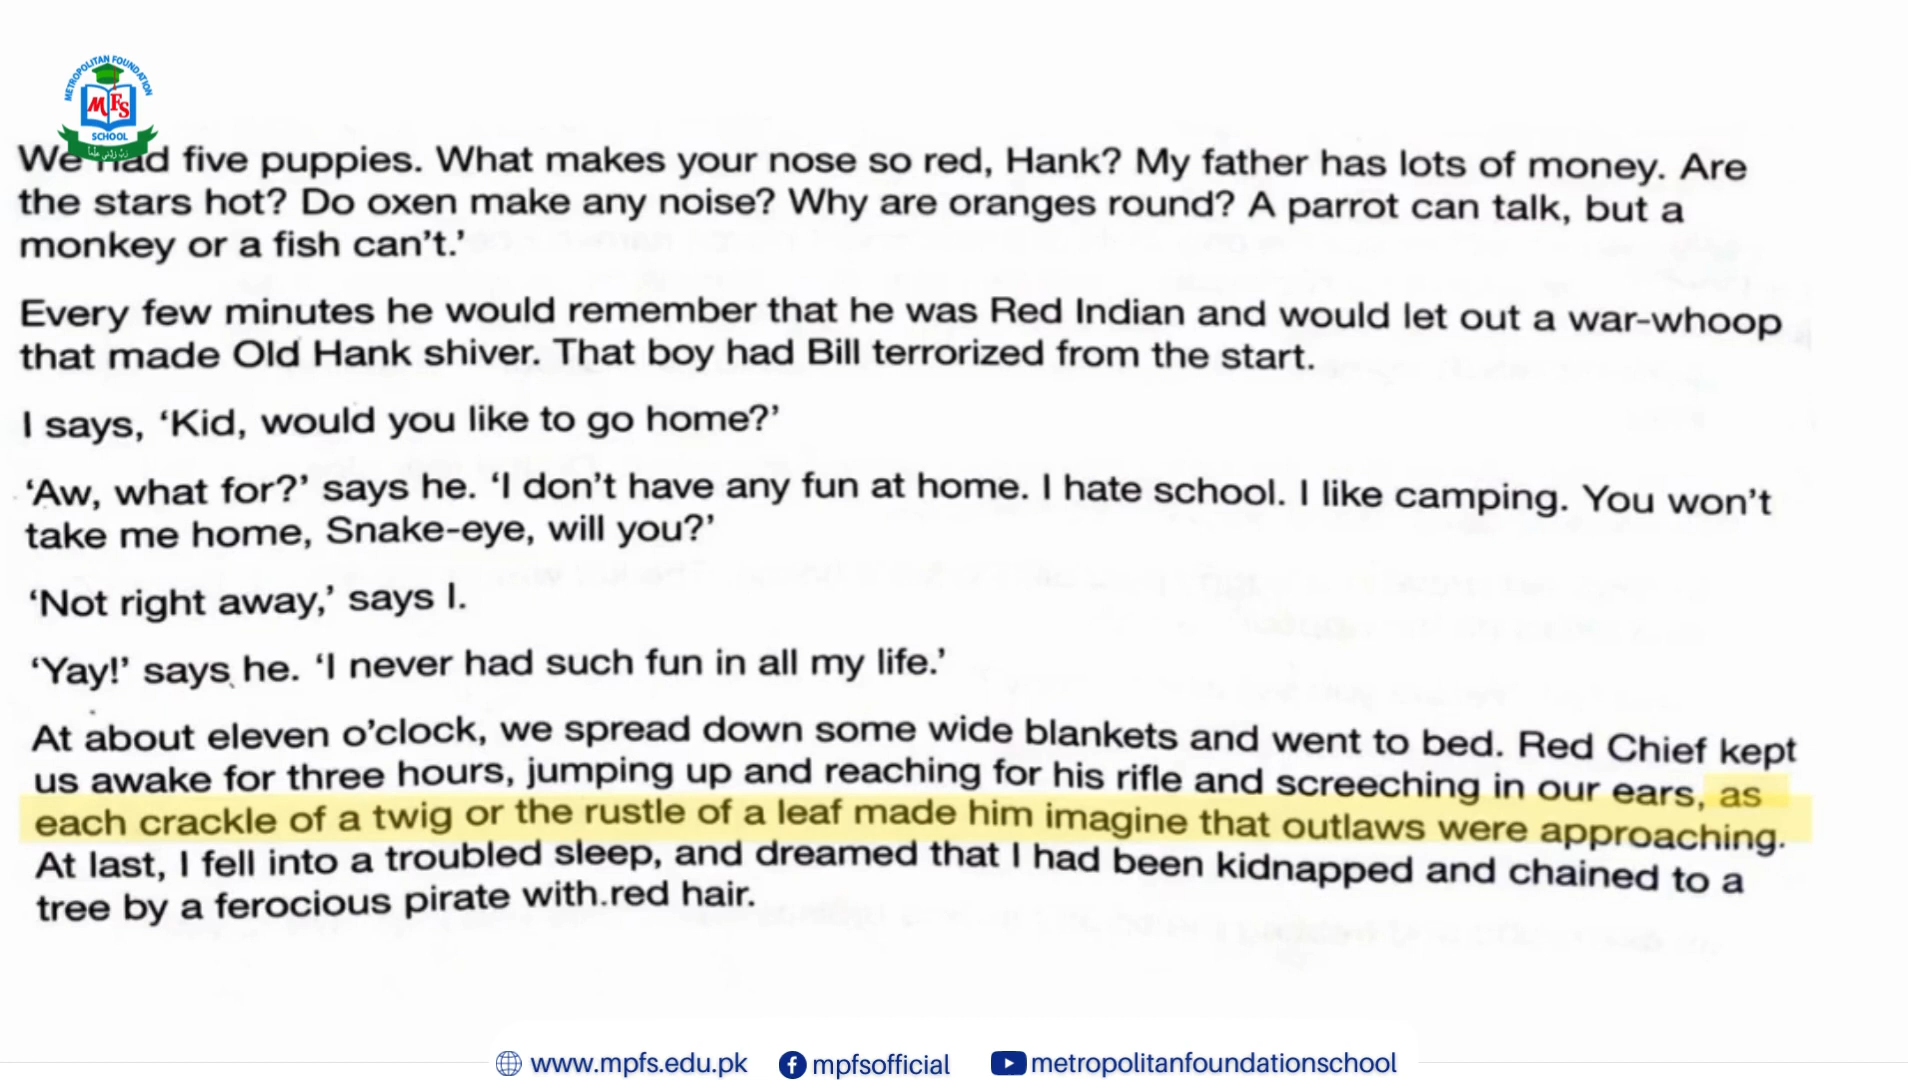 METROPOLITAN FOUNDATION
MFS
SCHOOL
We had five puppies. What makes your nose so red, Hank? My father has lots of money. Are
the stars hot? Do oxen make any noise? Why are oranges round? A parrot can talk, but a
monkey or a fish can't.'
Every few minutes he would remember that he was Red Indian and would let out a war-whoop
that made Old Hank shiver. That boy had Bill terrorized from the start.
I says, 'Kid, would you like to go home?'
'Aw, what for?' says he. 'I don't have any fun at home. I hate school. I like camping. You won't
take me home, Snake-eye, will you?'
'Not right away,' says I.
'Yay!' says he. 'I never had such fun in all my life.'
At about eleven o'clock, we spread down some wide blankets and went to bed. Red Chief kept
us awake for three hours, jumping up and reaching for his rifle and screeching in our ears, as
each crackle of a twig or the rustle of a leaf made him imagine that outlaws were approaching.
At last, I fell into a troubled sleep, and dreamed that I had been kidnapped and chained to a
tree by a ferocious pirate with.red hair.
www.mpfs.edu.pk mpfsofficial metropolitanfoundationschool